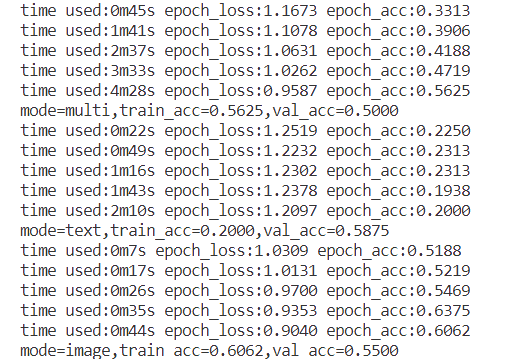 time used:0m45s epoch_loss:1.1673 epoch_acc:0.3313
time used:1m41s epoch_loss:1.1078 epoch_acc:0.3906
time used:2m37s epoch_loss:1.0631 epoch_acc:0.4188
time used:3m33s epoch_loss:1.0262 epoch_acc:0.4719
time used:4m28s epoch_loss:0.9587 epoch_acc:0.5625
mode=multi,train_acc=0.5625,val_acc=0.5000
time used:0m22s epoch_loss:1.2519 epoch_acc:0.2250
time used:0m49s epoch_loss:1.2232 epoch_acc:0.2313
time used:1m16s epoch_loss:1.2302 epoch_acc:0.2313
time used:1m43s epoch_loss:1.2378 epoch_acc:0.1938
time used:2m10s epoch_loss:1.2097 epoch_acc:0.2000
mode=text,train_acc=0.2000,val_acc=0.5875
time used:0m7s epoch_loss:1.0309 epoch_acc:0.5188
time used:0m17s epoch_loss:1.0131 epoch_acc:0.5219
time used:0m26s epoch_loss:0.9700 epoch_acc:0.5469
time used:0m35s epoch_loss:0.9353 epoch_acc:0.6375
time used:0m44s epoch_loss:0.9040 epoch_acc:0.6062
mode=image,train_acc=0.6062,val_acc=0.5500